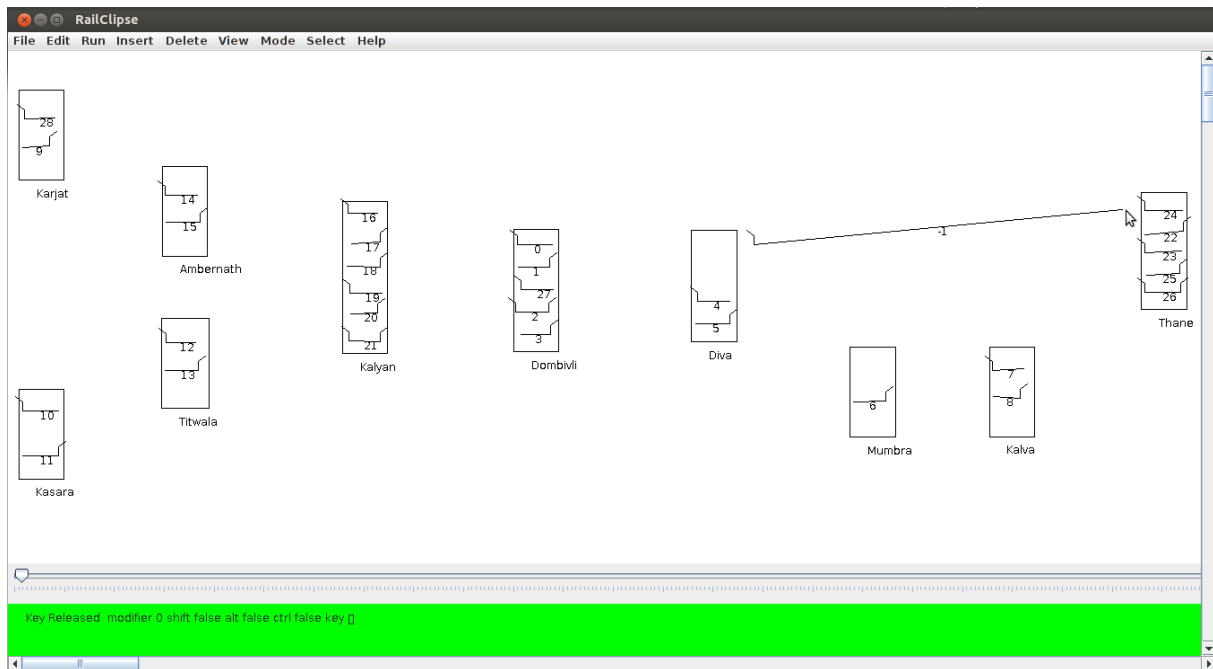 RailClipse
File Edit Run Insert Delete View Mode Select Help
28
9
Karjat
14
15
Ambernath
16
17
18
19
20
21
Kalyan
0
1
27
2
3
Dombivli
4
5
Diva
-1
24
22
23
25
26
Thane
12
13
Titwala
10
11
Kasara
6
Mumbra
7
8
Kalva
Key Released modifier 0 shift false alt false ctrl false key []